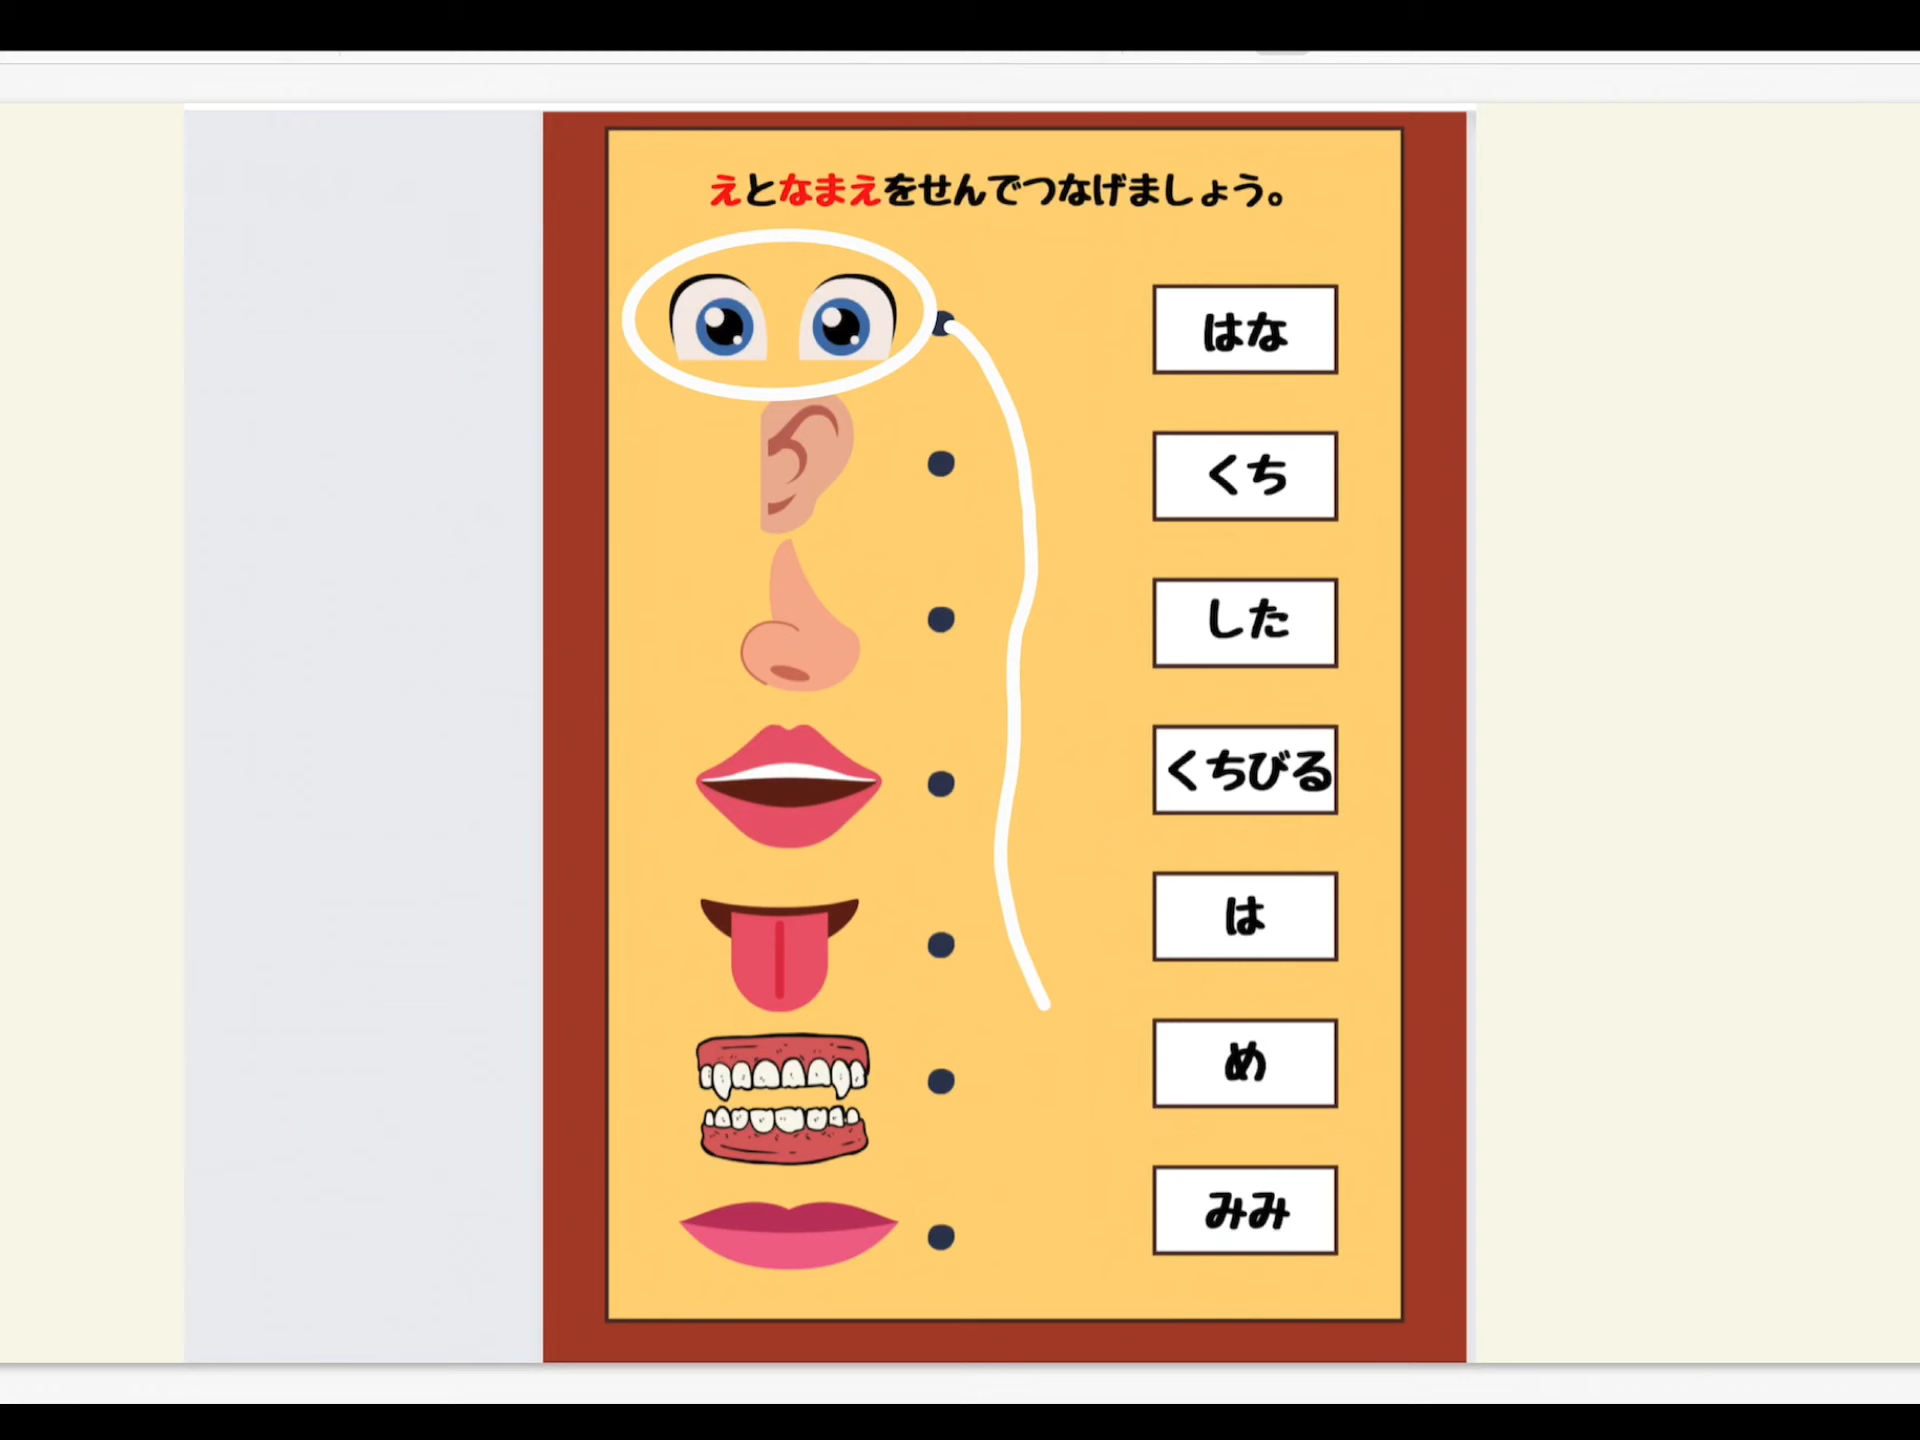 えとなまえをせんでつなげましょう。
はな
くち
した
くちびる
は
め
みみ